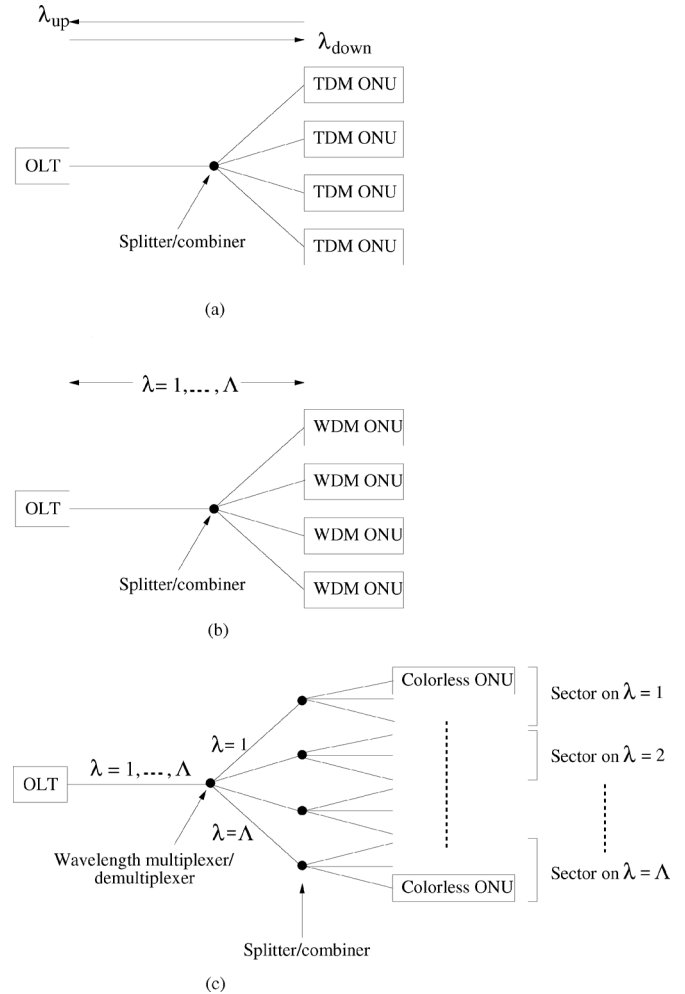 λup
λdown
TDM ONU
TDM ONU
OLT
TDM ONU
TDM ONU
Splitter/combiner
(a)
λ = 1, ---, Λ
WDM ONU
WDM ONU
OLT
WDM ONU
WDM ONU
Splitter/combiner
(b)
Colorless ONU
Sector on λ = 1
λ = 1
λ = 1, ---, Λ
Sector on λ = 2
OLT
λ = Λ
Wavelength multiplexer/
demultiplexer
Colorless ONU
Sector on λ = Λ
Splitter/combiner
(c)